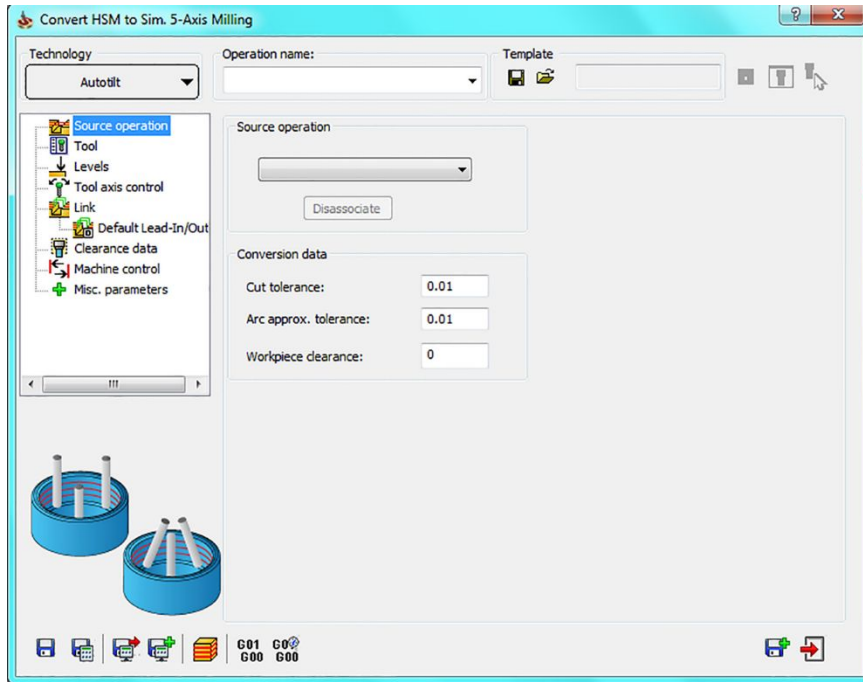 Convert HSM to Sim. 5-Axis Milling
Technology
Autotilt
Operation name:
Template
Source operation
Tool
Levels
Tool axis control
Link
Default Lead-In/Out
Clearance data
Machine control
Misc. parameters
Source operation
Disassociate
Conversion data
Cut tolerance: 0.01
Arc approx. tolerance: 0.01
Workpiece clearance: 0
G01 G0
G00 G00